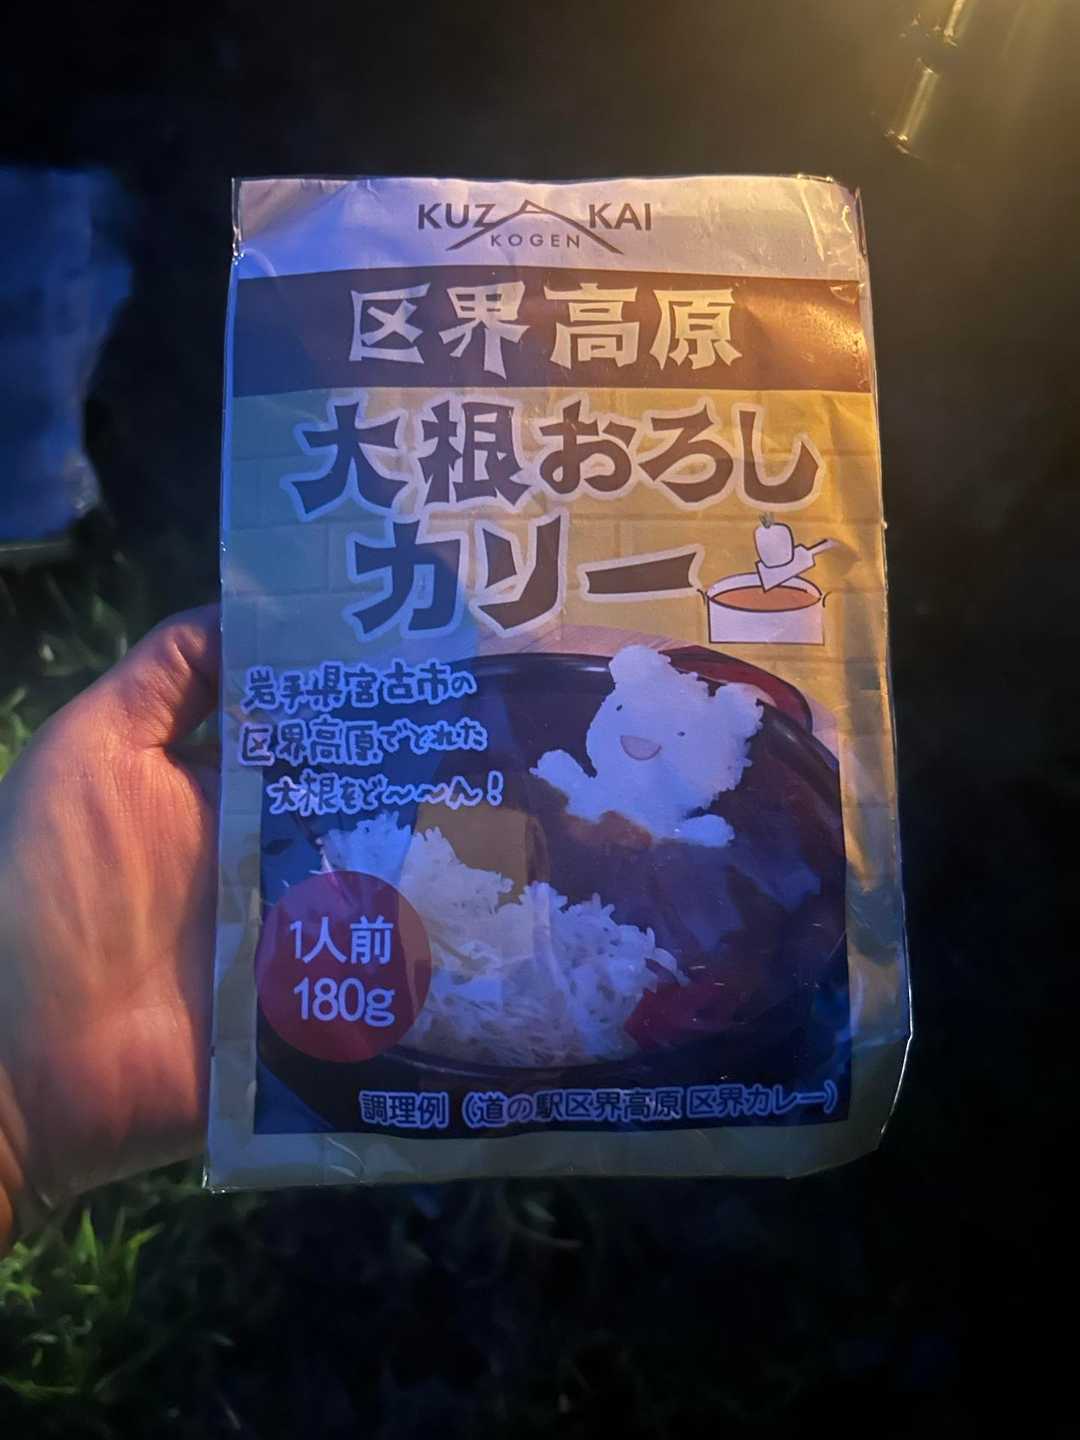 KUZAKAI
KOGEN
区界高原
大根おろし
カリー
岩手県宮古市の
区界高原でとれた
大根をど〜〜〜ん!
1人前
180g
調理例(道の駅区界高原 区界カレー)